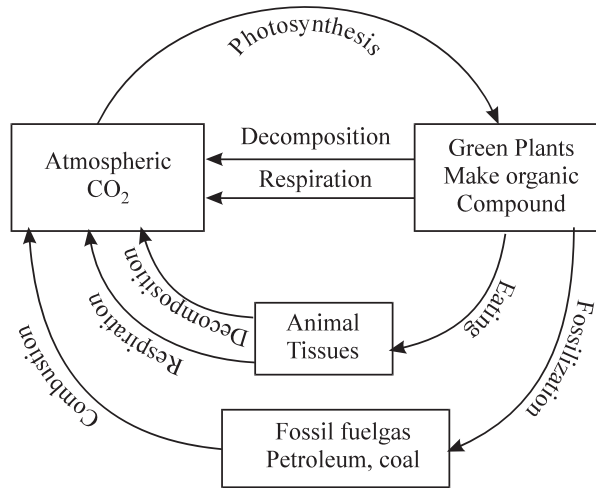 Photosynthesis
Atmospheric
CO₂
Decomposition
Respiration
Green Plants
Make organic
Compound
Decomposition
Respiration
Combustion
Animal
Tissues
Eating
Fossilization
Fossil fuelgas
Petroleum, coal